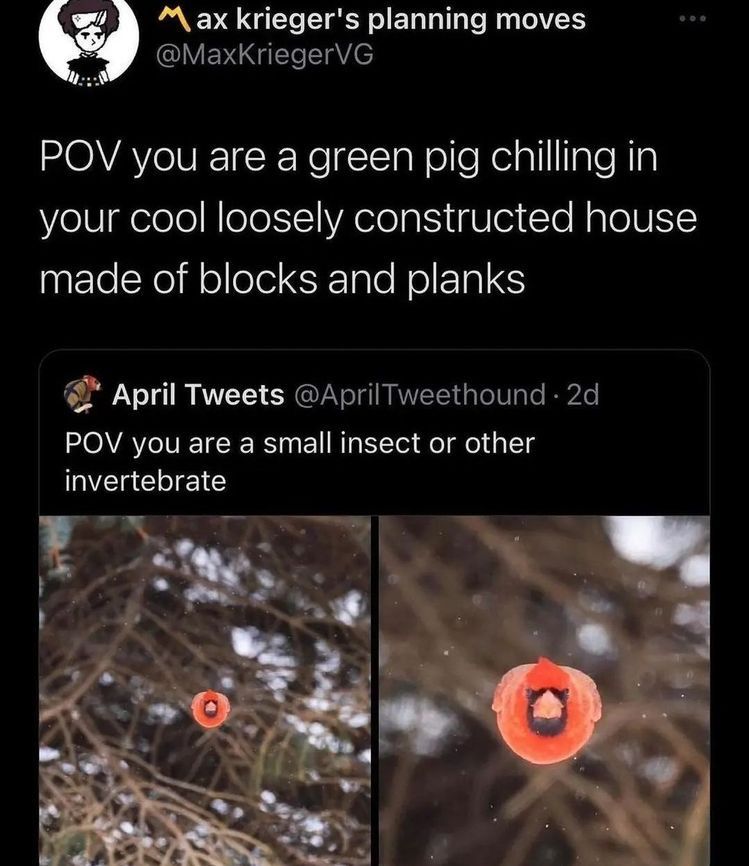 ax krieger's planning moves
@MaxKriegerVG
POV you are a green pig chilling in
your cool loosely constructed house
made of blocks and planks
April Tweets @AprilTweethound · 2d
POV you are a small insect or other
invertebrate